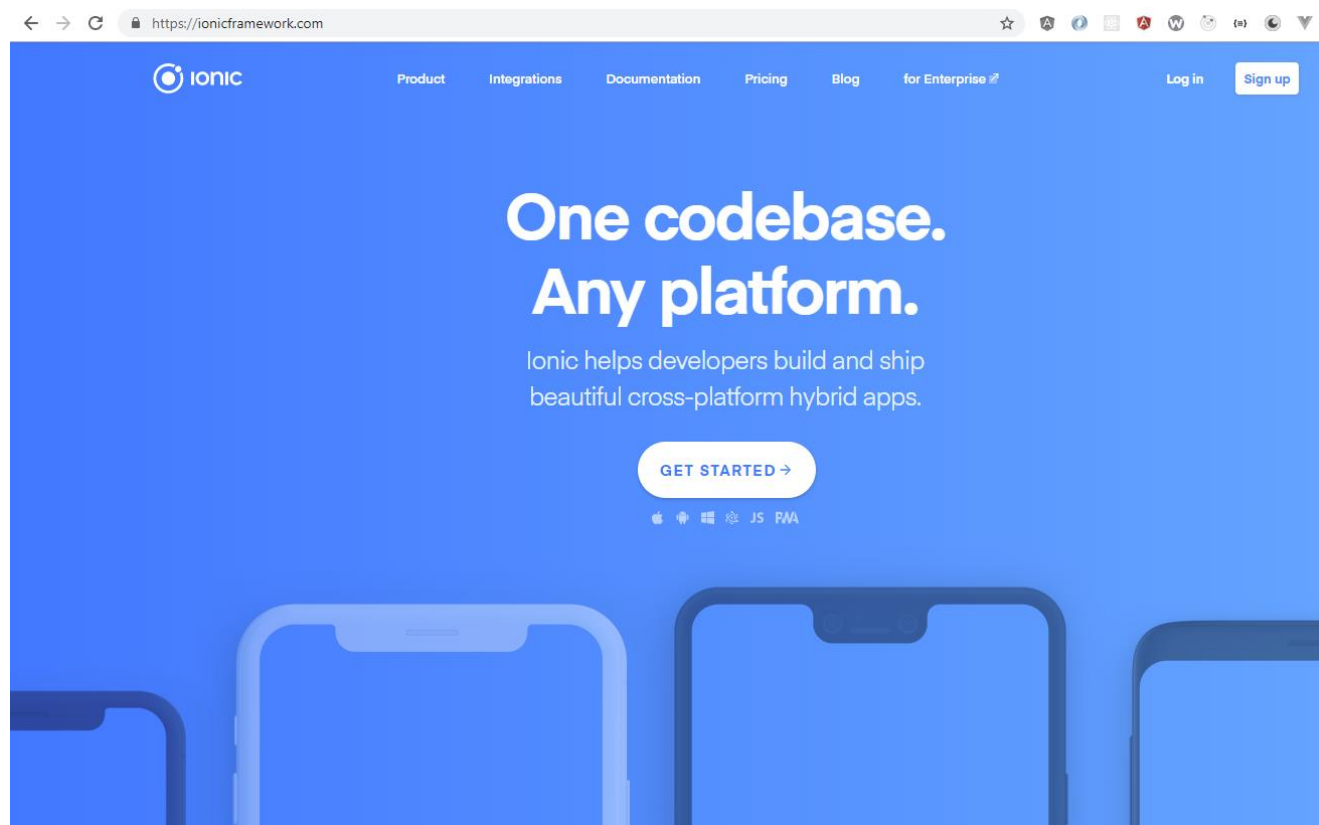 https://ionicframework.com
IONIC
Product Integrations Documentation Pricing Blog for Enterprise Log in Sign up
One codebase.
Any platform.
Ionic helps developers build and ship
beautiful cross-platform hybrid apps.
GET STARTED →
JS PWA